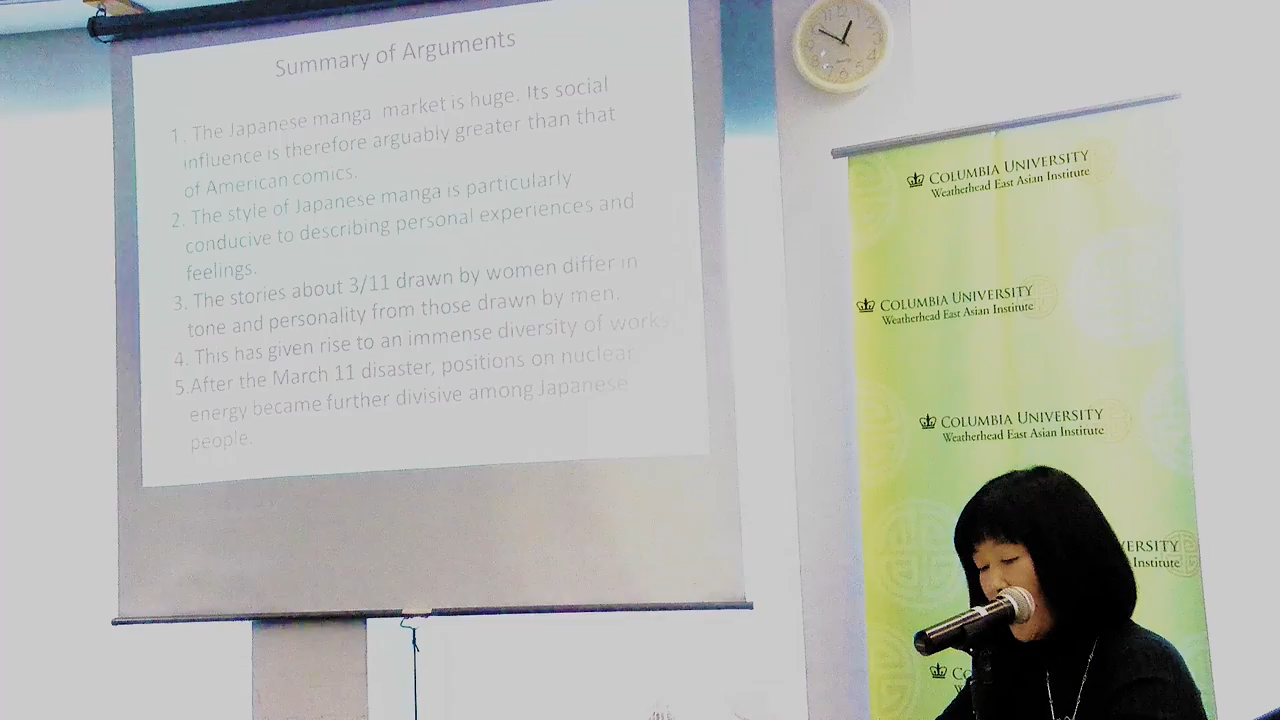 Summary of Arguments
1. The Japanese manga market is huge. Its social
influence is therefore arguably greater than that
of American comics.
2. The style of Japanese manga is particularly
conducive to describing personal experiences and
feelings.
3. The stories about 3/11 drawn by women differ in
tone and personality from those drawn by men.
4. This has given rise to an immense diversity of works
5.After the March 11 disaster, positions on nuclear
energy became further divisive among Japanese
people.
COLUMBIA UNIVERSITY
Weatherhead East Asian Institute
COLUMBIA UNIVERSITY
Weatherhead East Asian Institute
COLUMBIA UNIVERSITY
Weatherhead East Asian Institute
VERSITY
Institute
CO
W